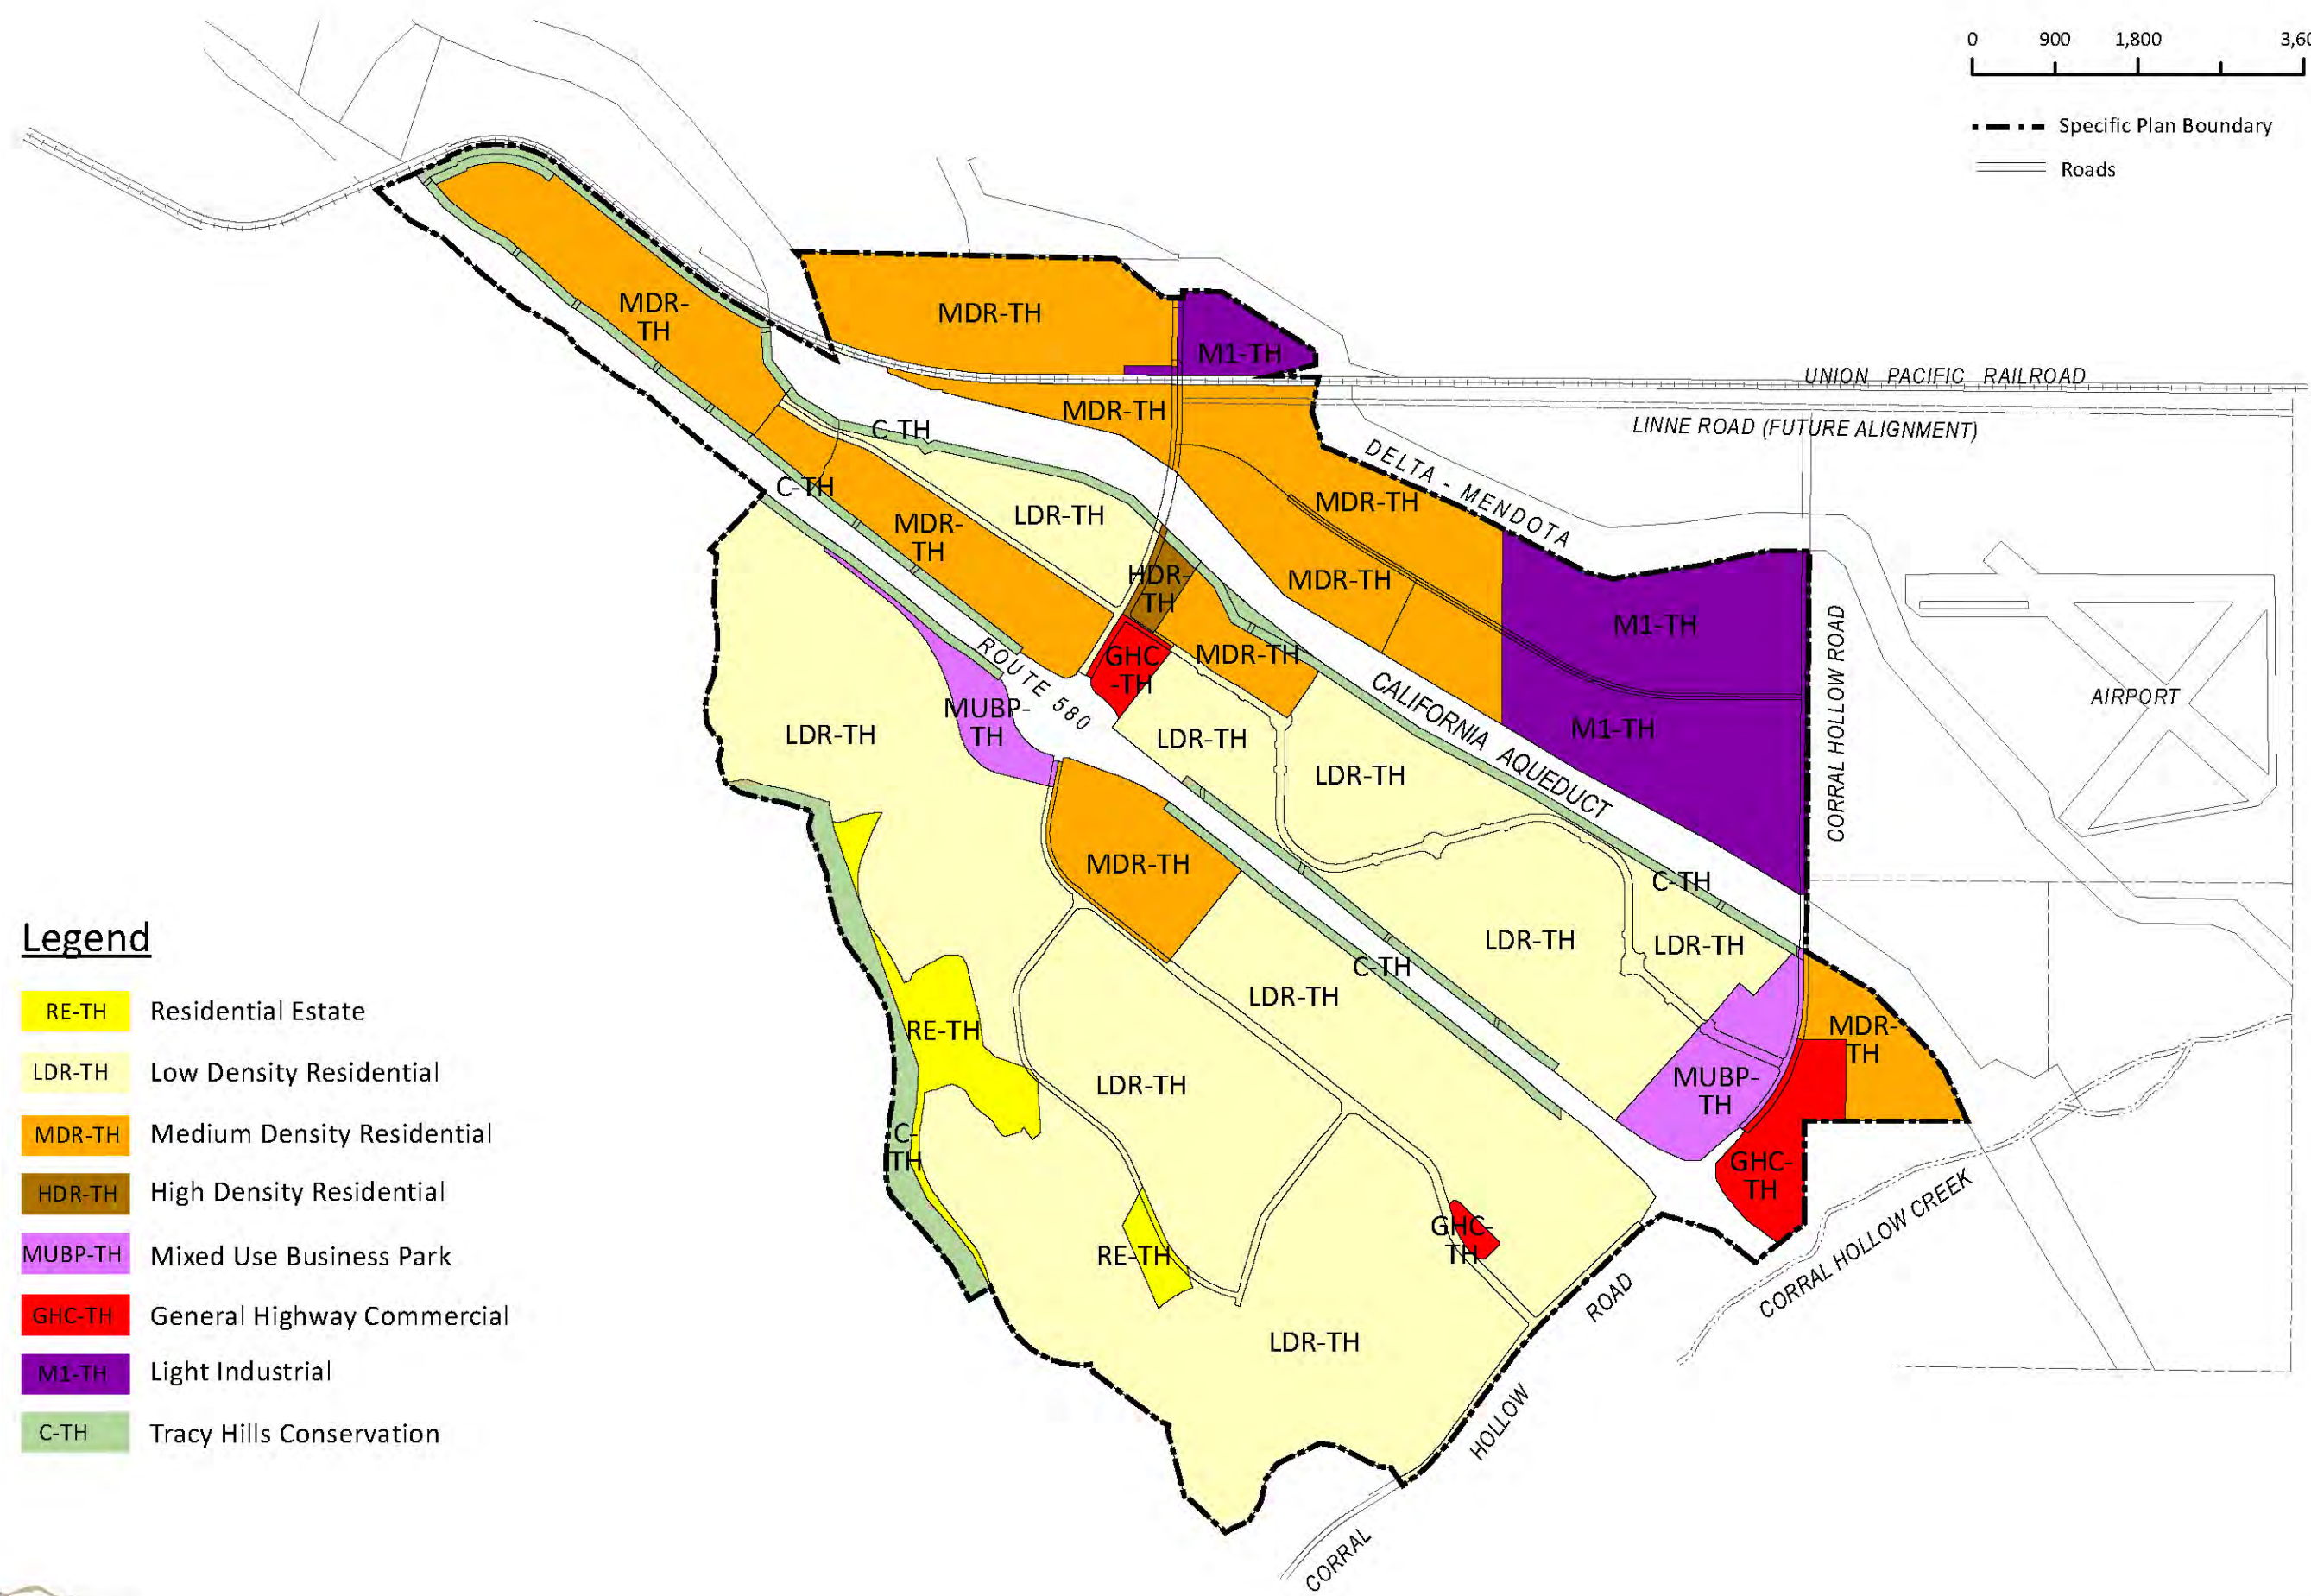 0 900 1,800 3,60
Specific Plan Boundary
Roads
MDR-
TH
MDR-TH
M1-TH
UNION PACIFIC RAILROAD
MDR-TH
C-TH
LINNE ROAD (FUTURE ALIGNMENT)
DELTA - MENDOTA
C-TH
MDR-TH
LDR-TH
MDR-
TH
HDR-
TH
MDR-TH
M1-TH
CORRAL HOLLOW ROAD
GHC
-TH
MDR-TH
ROUTE 580
CALIFORNIA AQUEDUCT
AIRPORT
MUBP-
TH
LDR-TH
LDR-TH
M1-TH
LDR-TH
MDR-TH
C-TH
LDR-TH
LDR-TH
C-TH
LDR-TH
RE-TH
MDR-
TH
LDR-TH
MUBP-
TH
C-
TH
GHC-
TH
RE-TH
GHC-
TH
CORRAL HOLLOW CREEK
LDR-TH
CORRAL
HOLLOW
ROAD
Legend
RE-TH Residential Estate
LDR-TH Low Density Residential
MDR-TH Medium Density Residential
HDR-TH High Density Residential
MUBP-TH Mixed Use Business Park
GHC-TH General Highway Commercial
M1-TH Light Industrial
C-TH Tracy Hills Conservation